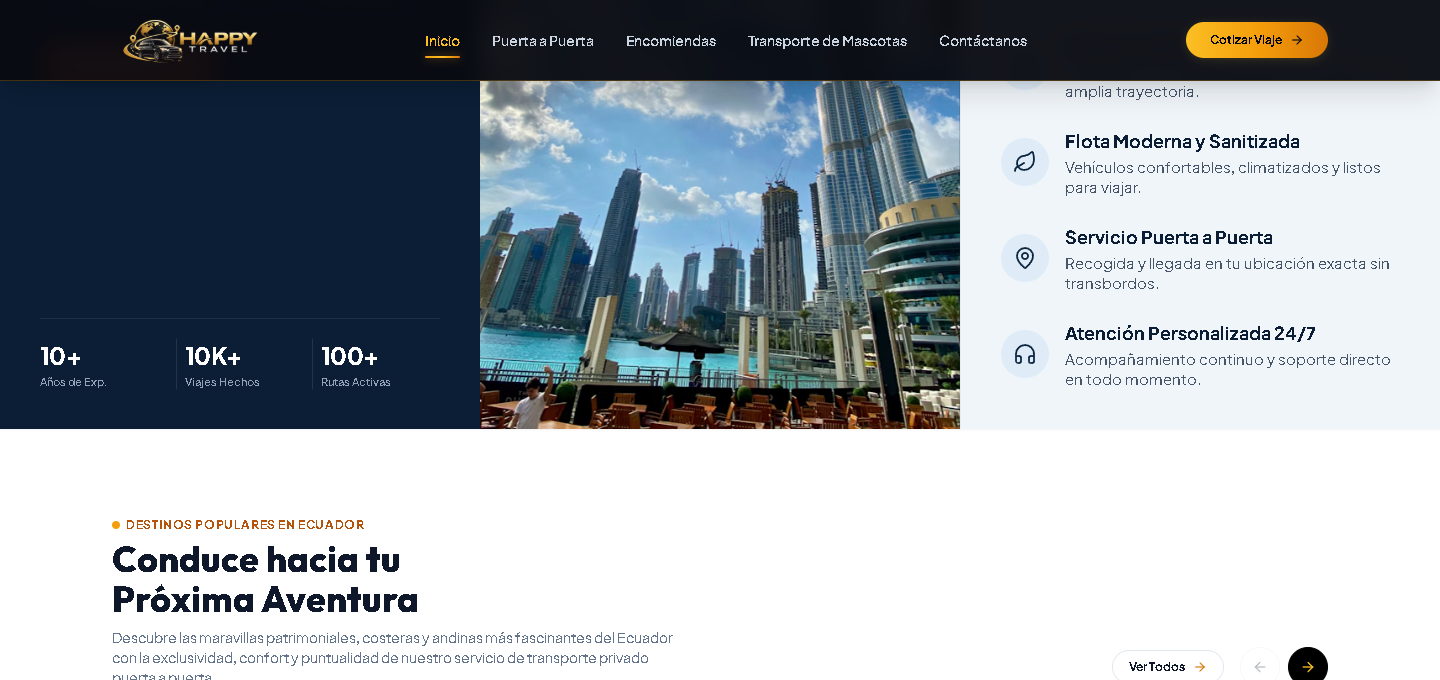 HAPPY
TRAVEL
Inicio
Puerta a Puerta
Encomiendas
Transporte de Mascotas
Contáctanos
Cotizar Viaje
10+
Años de Exp.
10K+
Viajes Hechos
100+
Rutas Activas
amplia trayectoria.
Flota Moderna y Sanitizada
Vehículos confortables, climatizados y listos
para viajar.
Servicio Puerta a Puerta
Recogida y llegada en tu ubicación exacta sin
transbordos.
Atención Personalizada 24/7
Acompañamiento continuo y soporte directo
en todo momento.
DESTINOS POPULARES EN ECUADOR
Conduce hacia tu
Próxima Aventura
Descubre las maravillas patrimoniales, costeras y andinas más fascinantes del Ecuador
con la exclusividad, confort y puntualidad de nuestro servicio de transporte privado
puerta a puerta.
Ver Todos